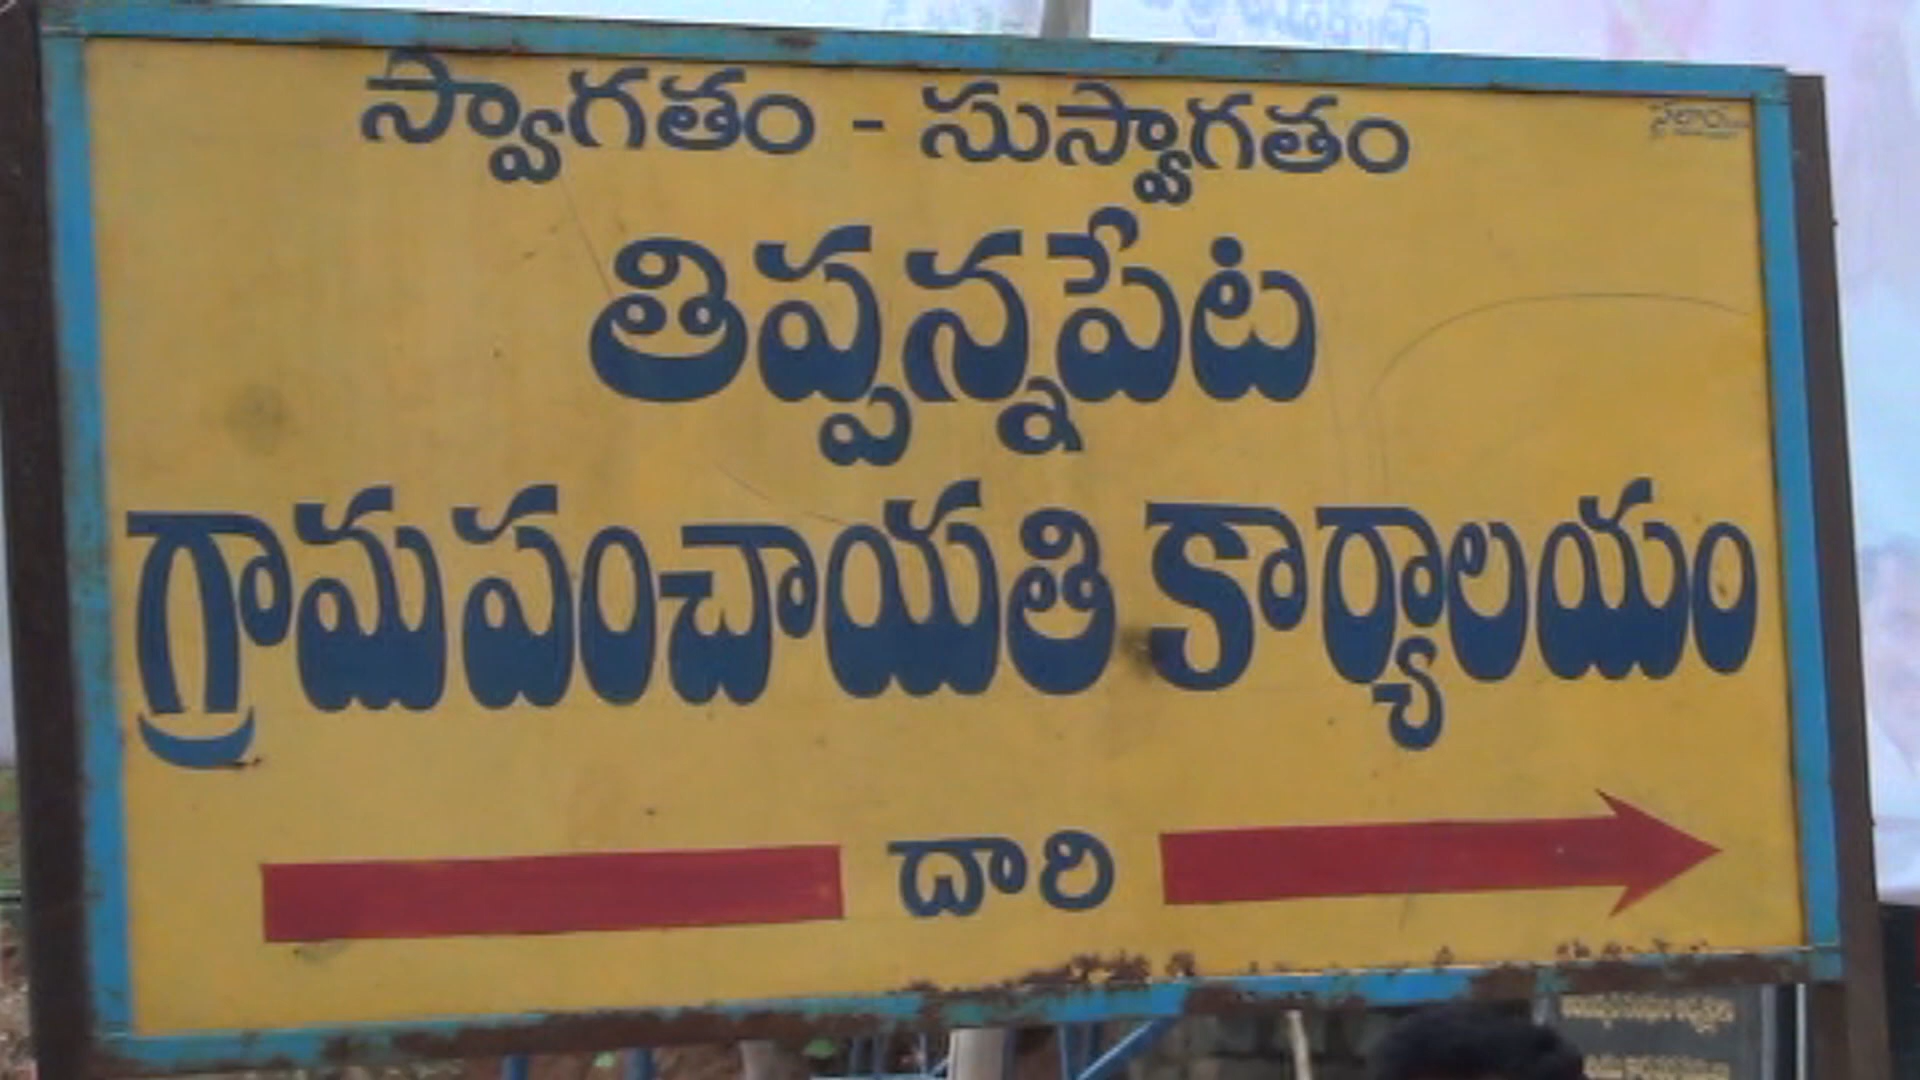 స్వాగతం - సుస్వాగతం
తిప్పన్నపేట
గ్రామపంచాయతి కార్యాలయం
దారి